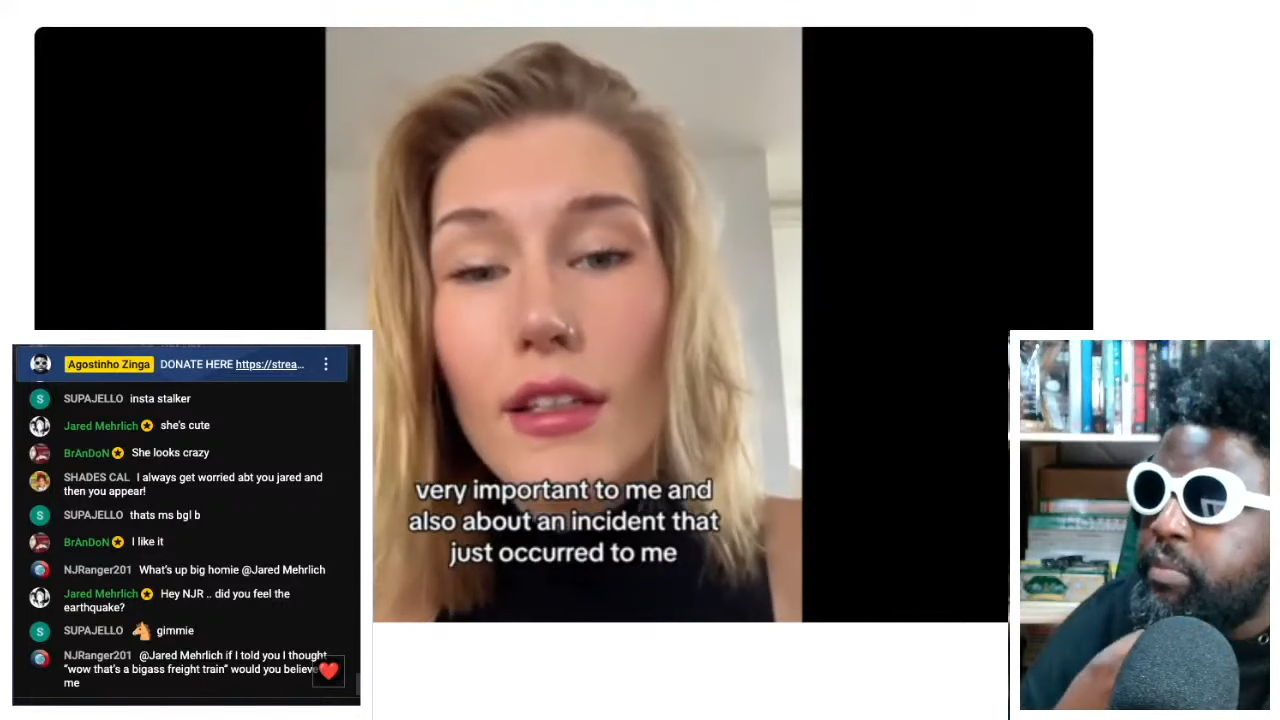 very important to me and
also about an incident that
just occurred to me
Agostinho Zinga DONATE HERE https://strea...
S SUPAJELLO insta stalker
Jared Mehrlich she's cute
BrAnDoN She looks crazy
SHADES CAL I always get worried abt you jared and
then you appear!
S SUPAJELLO thats ms bgl b
BrAnDoN I like it
NJRanger201 What's up big homie @Jared Mehrlich
Jared Mehrlich Hey NJR .. did you feel the
earthquake?
S SUPAJELLO gimmie
NJRanger201 @Jared Mehrlich if I told you I thought
"wow that's a bigass freight train" would you believe
me